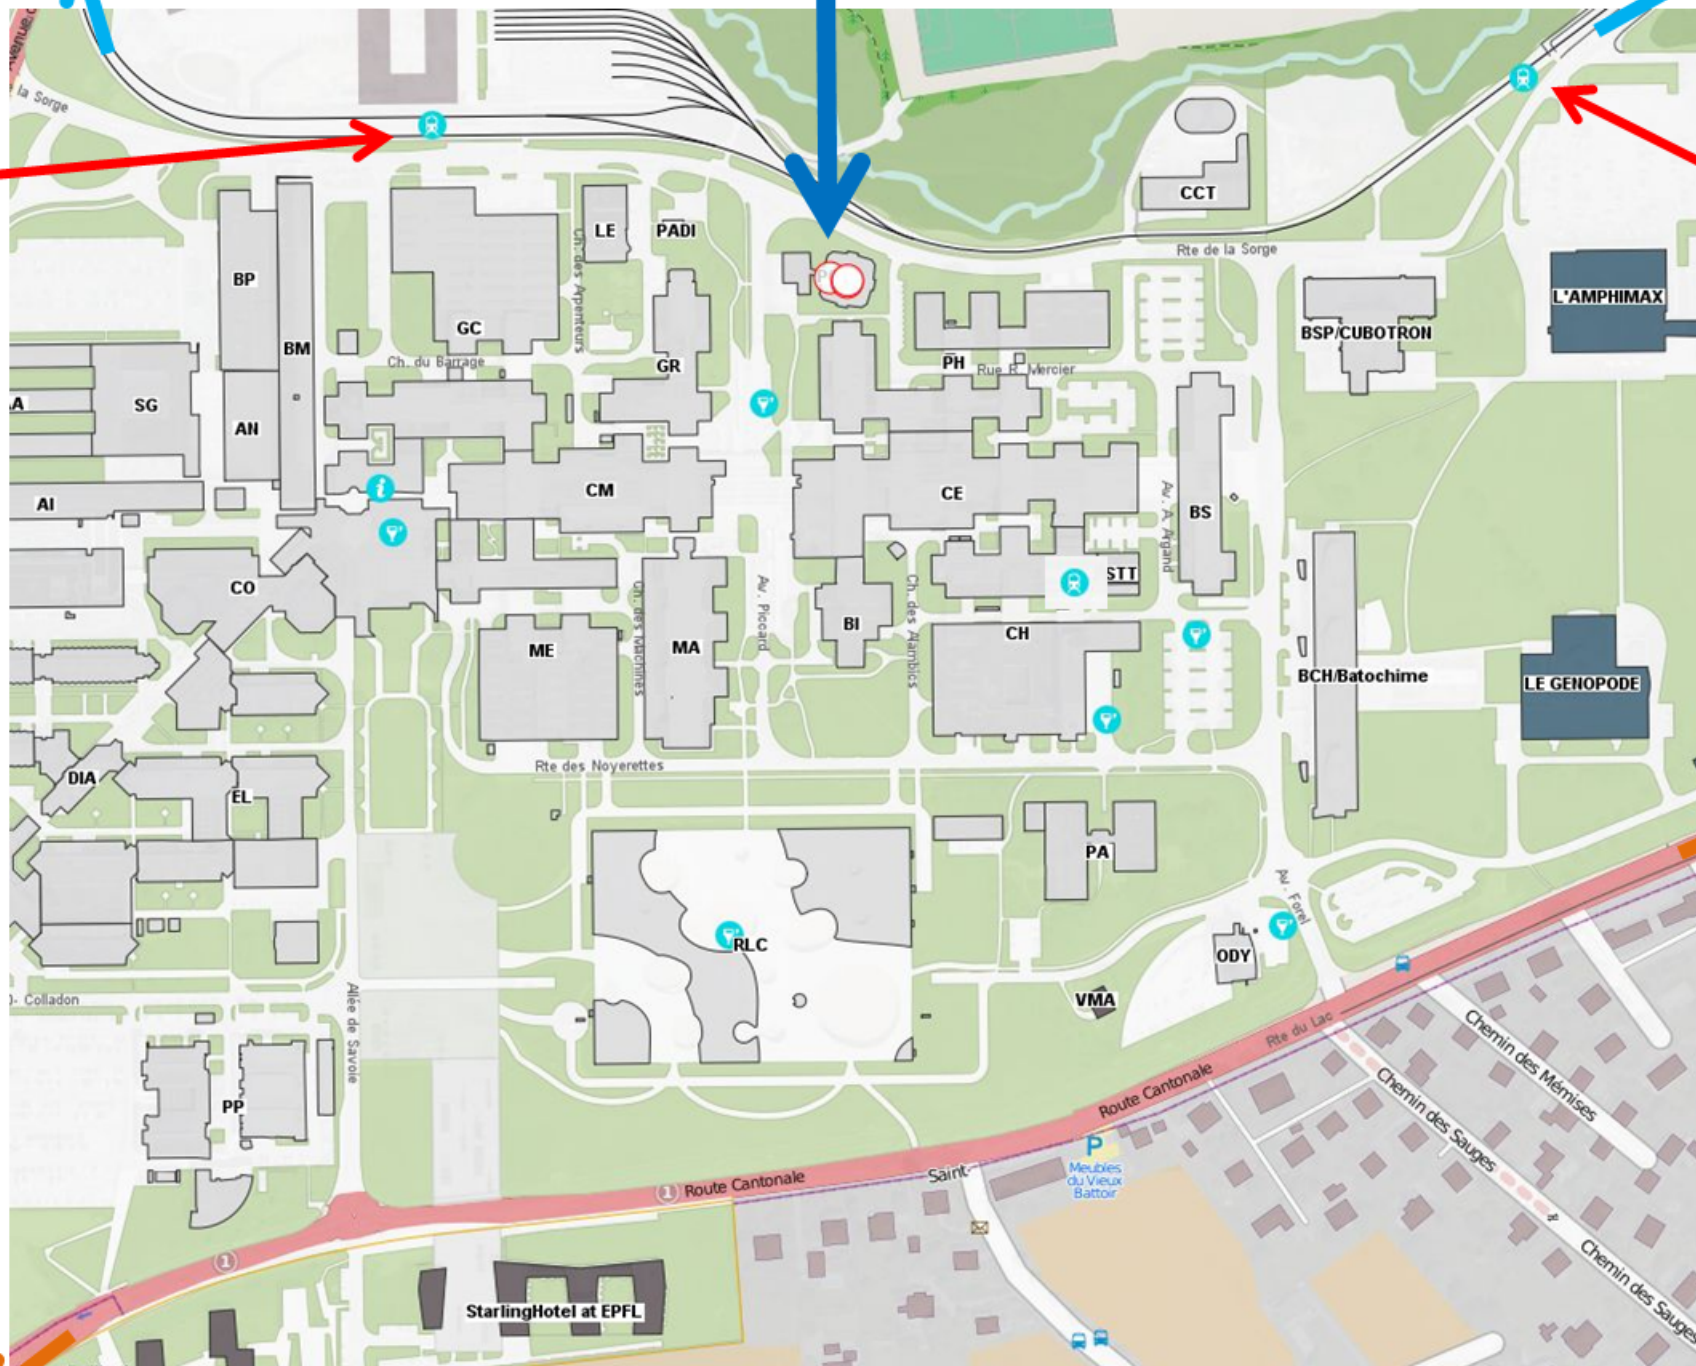 Avenue
la Sorge
CCT
LE
PADI
Rte de la Sorge
Ch. des Arpenteurs
BP
L'AMPHIMAX
GC
BSP/CUBOTRON
BM
Ch. du Barrage
GR
PH
Rue R. Mercier
A
SG
AN
CM
CE
AI
Av. A. Argand
BS
i
CO
STT
Ch. des Machines
Av. Piccard
BI
Ch. des Alambics
CH
ME
MA
BCH/Batochime
LE GENOPODE
Rte des Noyerettes
DIA
EL
PA
Av. Forel
RLC
ODY
Colladon
Allée de Savoie
VMA
Rte du Lac
Chemin des Mémises
Route Cantonale
Chemin des Sauges
PP
P
Meubles
du Vieux
Battoir
Saint-
1 Route Cantonale
1
Chemin des Sauges
StarlingHotel at EPFL